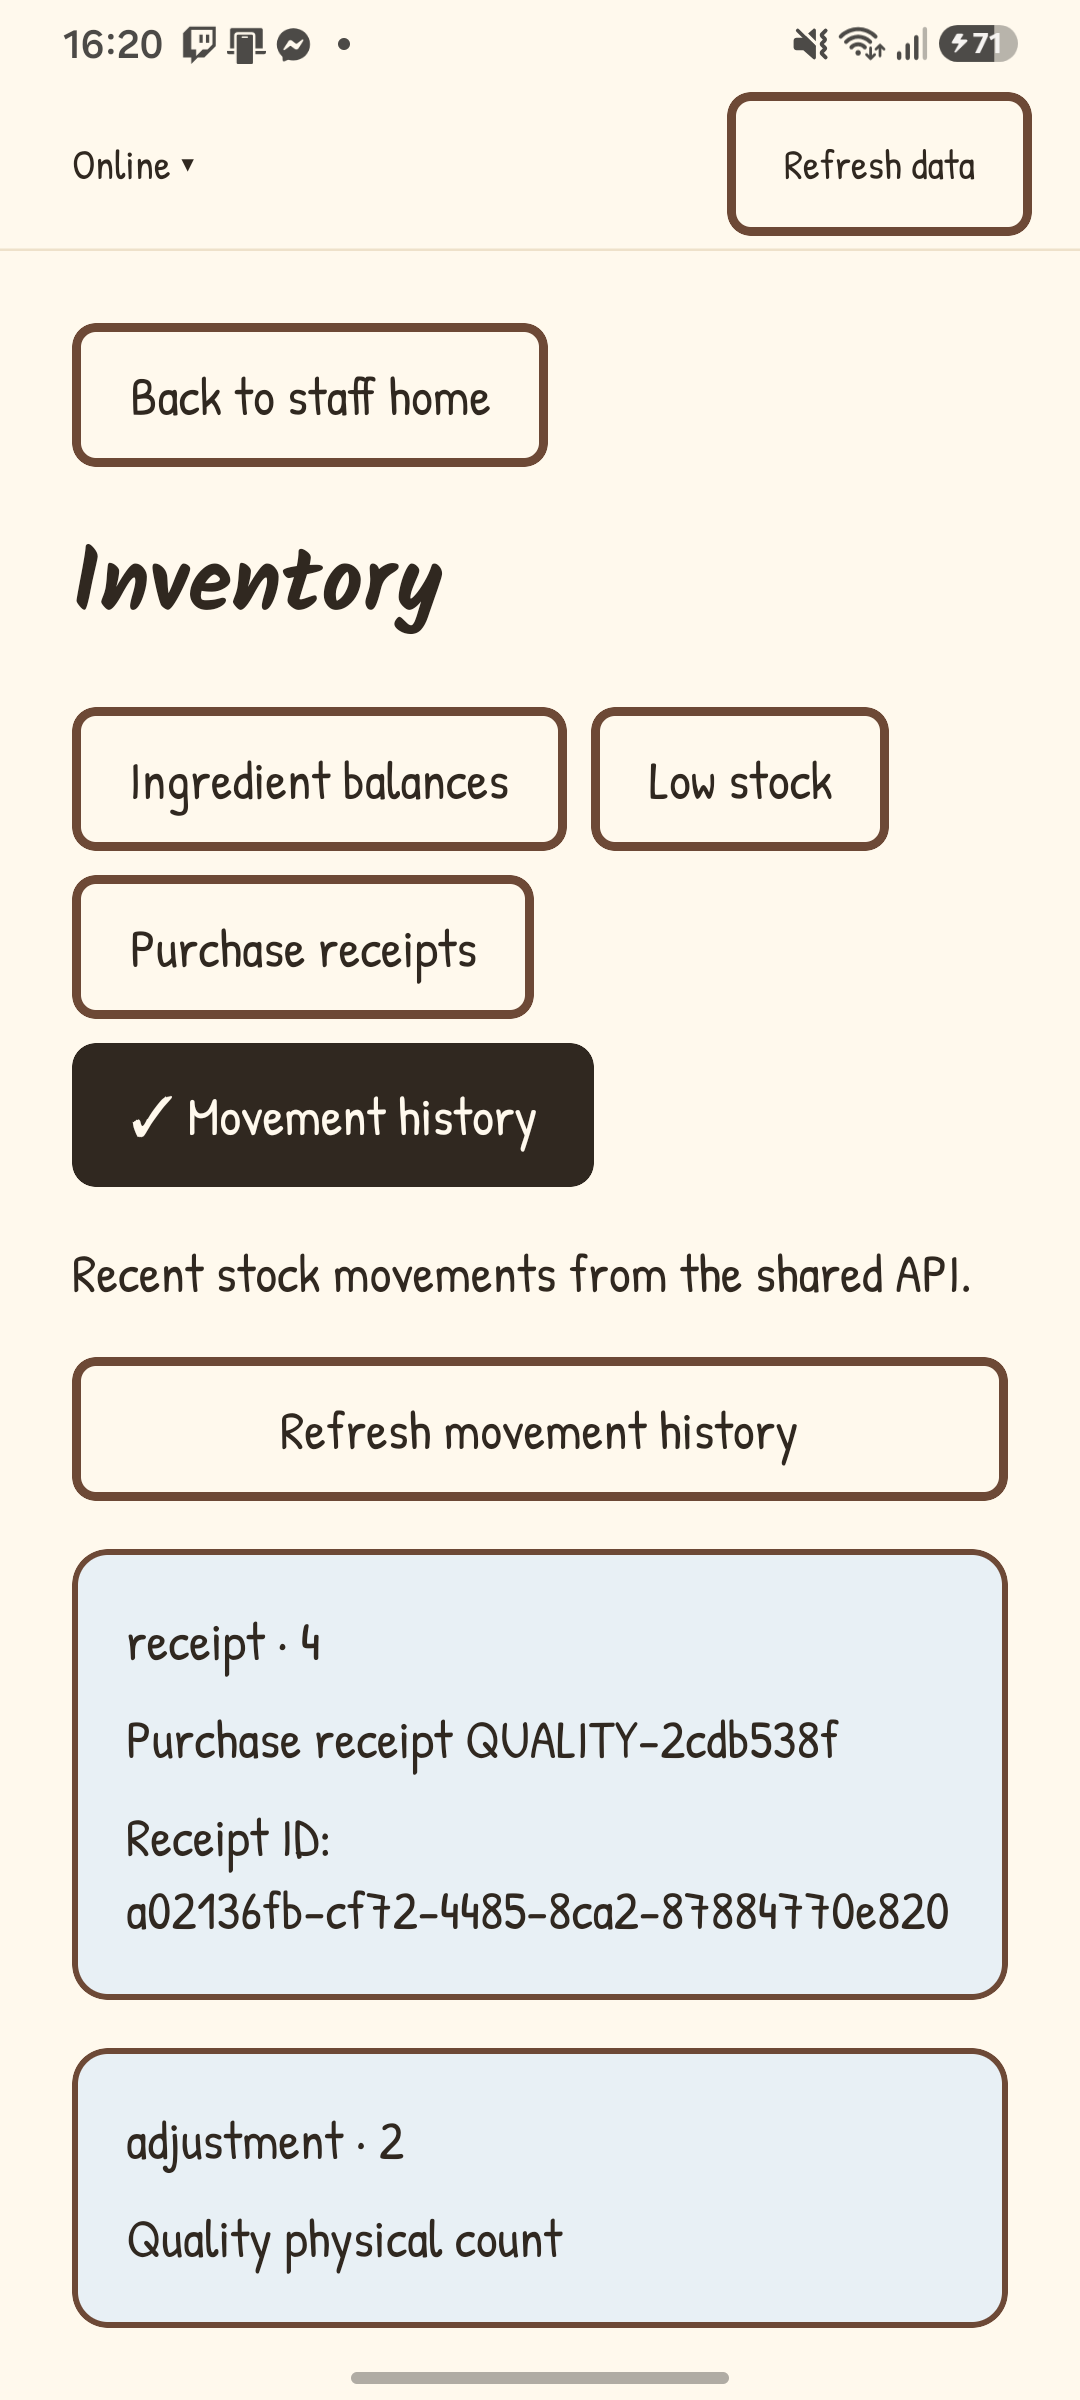 16:20
71
Online ▾
Refresh data
Back to staff home
Inventory
Ingredient balances
Low stock
Purchase receipts
✓ Movement history
Recent stock movements from the shared API.
Refresh movement history
receipt · 4
Purchase receipt QUALITY-2cdb538f
Receipt ID:
a02136fb-cf72-4485-8ca2-87884770e820
adjustment · 2
Quality physical count